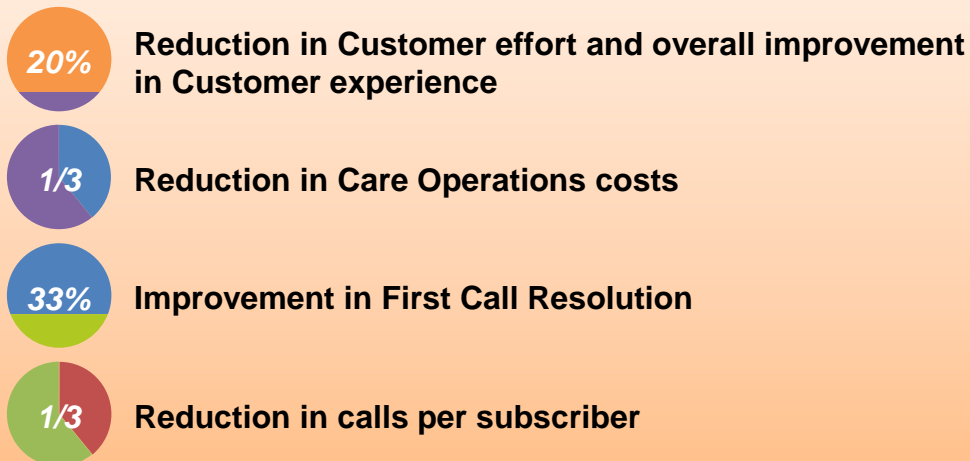 20%
Reduction in Customer effort and overall improvement
in Customer experience
1/3
Reduction in Care Operations costs
33%
Improvement in First Call Resolution
1/3
Reduction in calls per subscriber